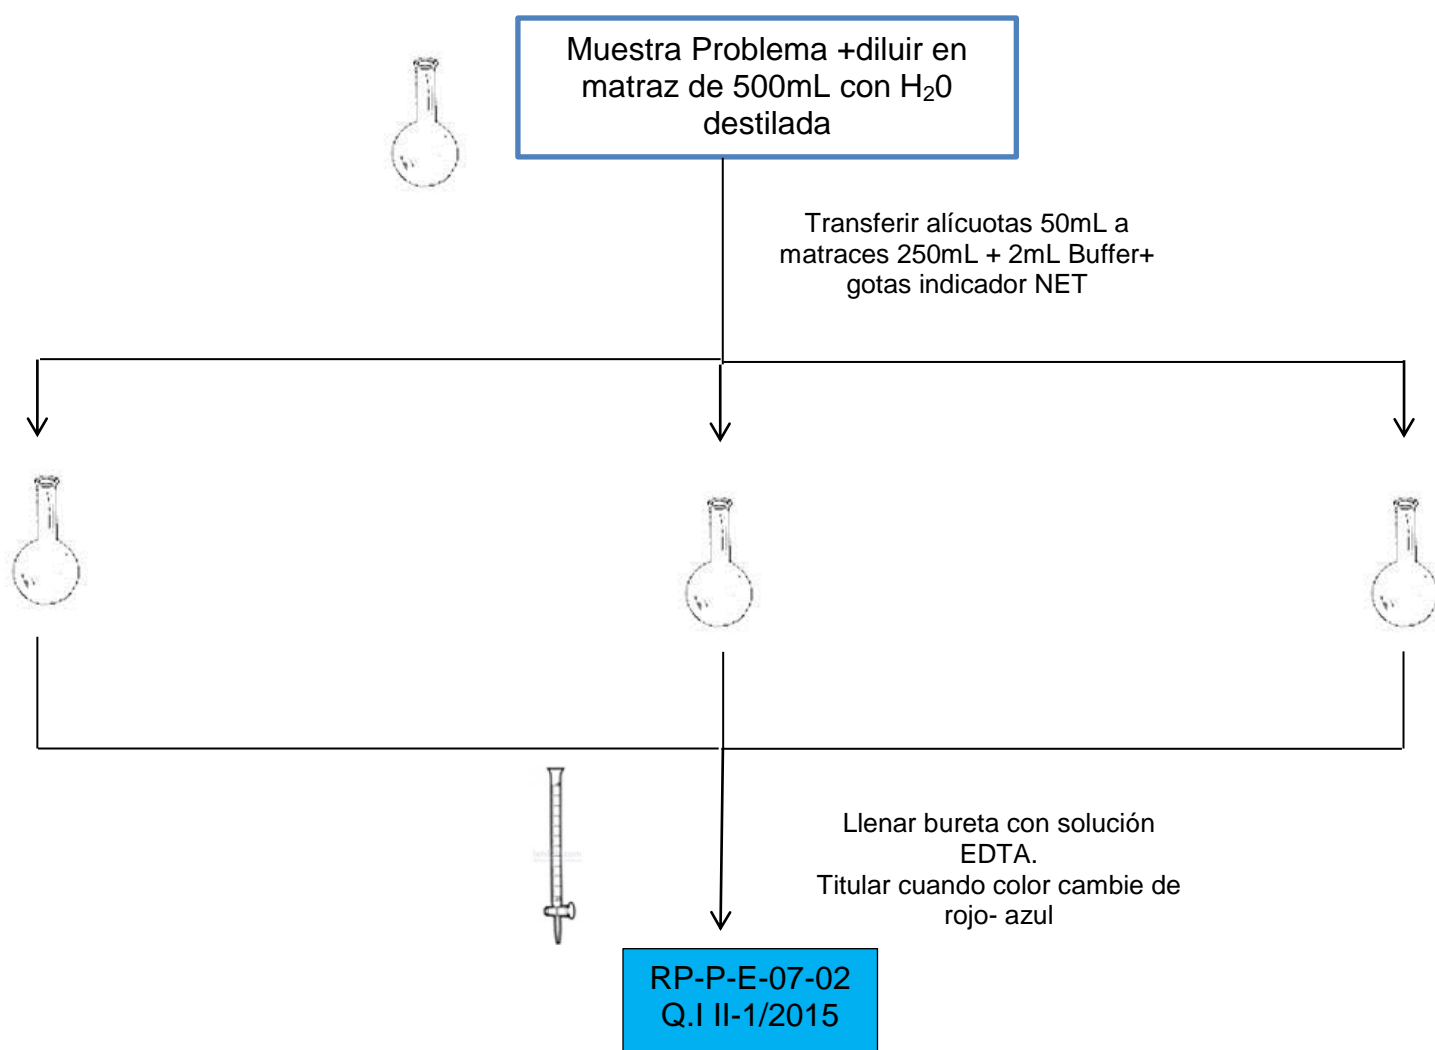 Muestra Problema +diluir en
matraz de 500mL con H₂0
destilada
Transferir alícuotas 50mL a
matraces 250mL + 2mL Buffer+
gotas indicador NET
Llenar bureta con solución
EDTA.
Titular cuando color cambie de
rojo- azul
RP-P-E-07-02
Q.I II-1/2015